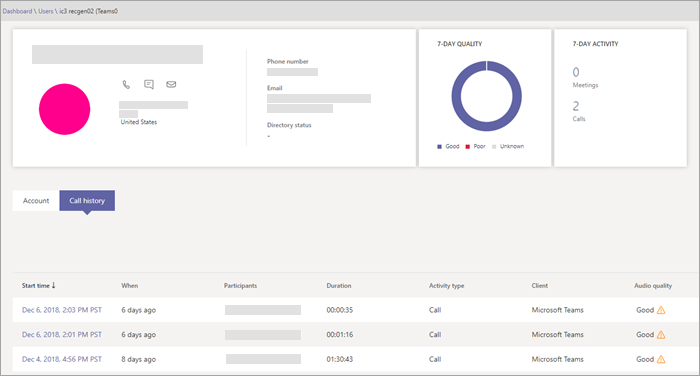 Dashboard \ Users \ ic3 recgen02 (Teams0
7-DAY QUALITY
7-DAY ACTIVITY
Phone number
Email
United States
Directory status
-
Good Poor Unknown
0
Meetings
2
Calls
Account Call history
Start time ↓ When Participants Duration Activity type Client Audio quality
Dec 6, 2018, 2:03 PM PST 6 days ago 00:00:35 Call Microsoft Teams Good
Dec 6, 2018, 2:01 PM PST 6 days ago 00:01:16 Call Microsoft Teams Good
Dec 4, 2018, 4:56 PM PST 8 days ago 01:30:43 Call Microsoft Teams Good